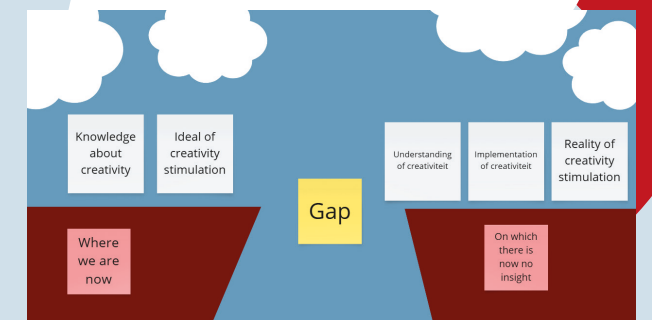 Knowledge
about
creativity
Ideal of
creativity
stimulation
Understanding
of creativiteit
Implementation
of creativiteit
Reality of
creativity
stimulation
Gap
Where
we are
now
On which
there is
now no
insight